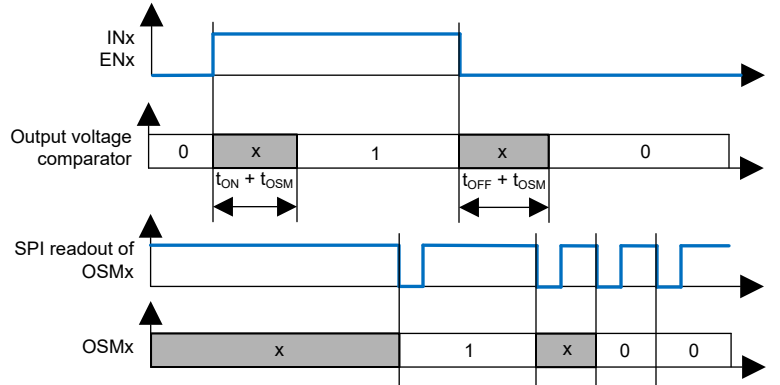 INx
ENx
Output voltage
comparator
0 x 1 x 0
tON + tOSM tOFF + tOSM
SPI readout of
OSMx
OSMx
x 1 x 0 0